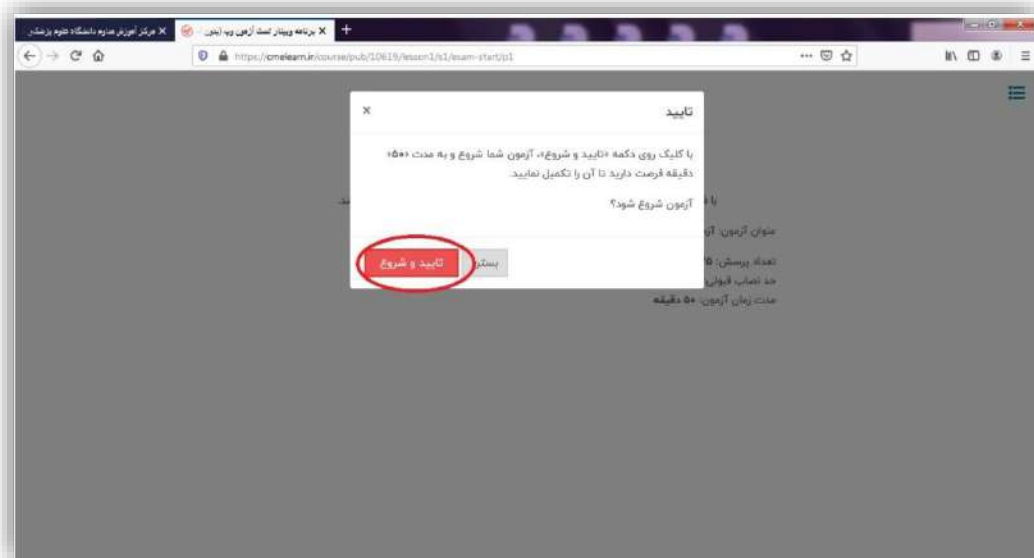 مرکز آموزش مداوم دانشگاه علوم پزشکی
برنامه وبینار تست آزمون وب (بدون
https://cmelearn.ir/course/pub/10619/lesson1/s1/exam-start/p1
تایید
با کلیک روی دکمه «تایید و شروع»، آزمون شما شروع و به مدت «۵۰»
دقیقه فرصت دارید تا آن را تکمیل نمایید.
آزمون شروع شود؟
بستن
تایید و شروع
عنوان آزمون:
تعداد پرسش:
حد نصاب قبولی:
مدت زمان آزمون: ۵۰ دقیقه